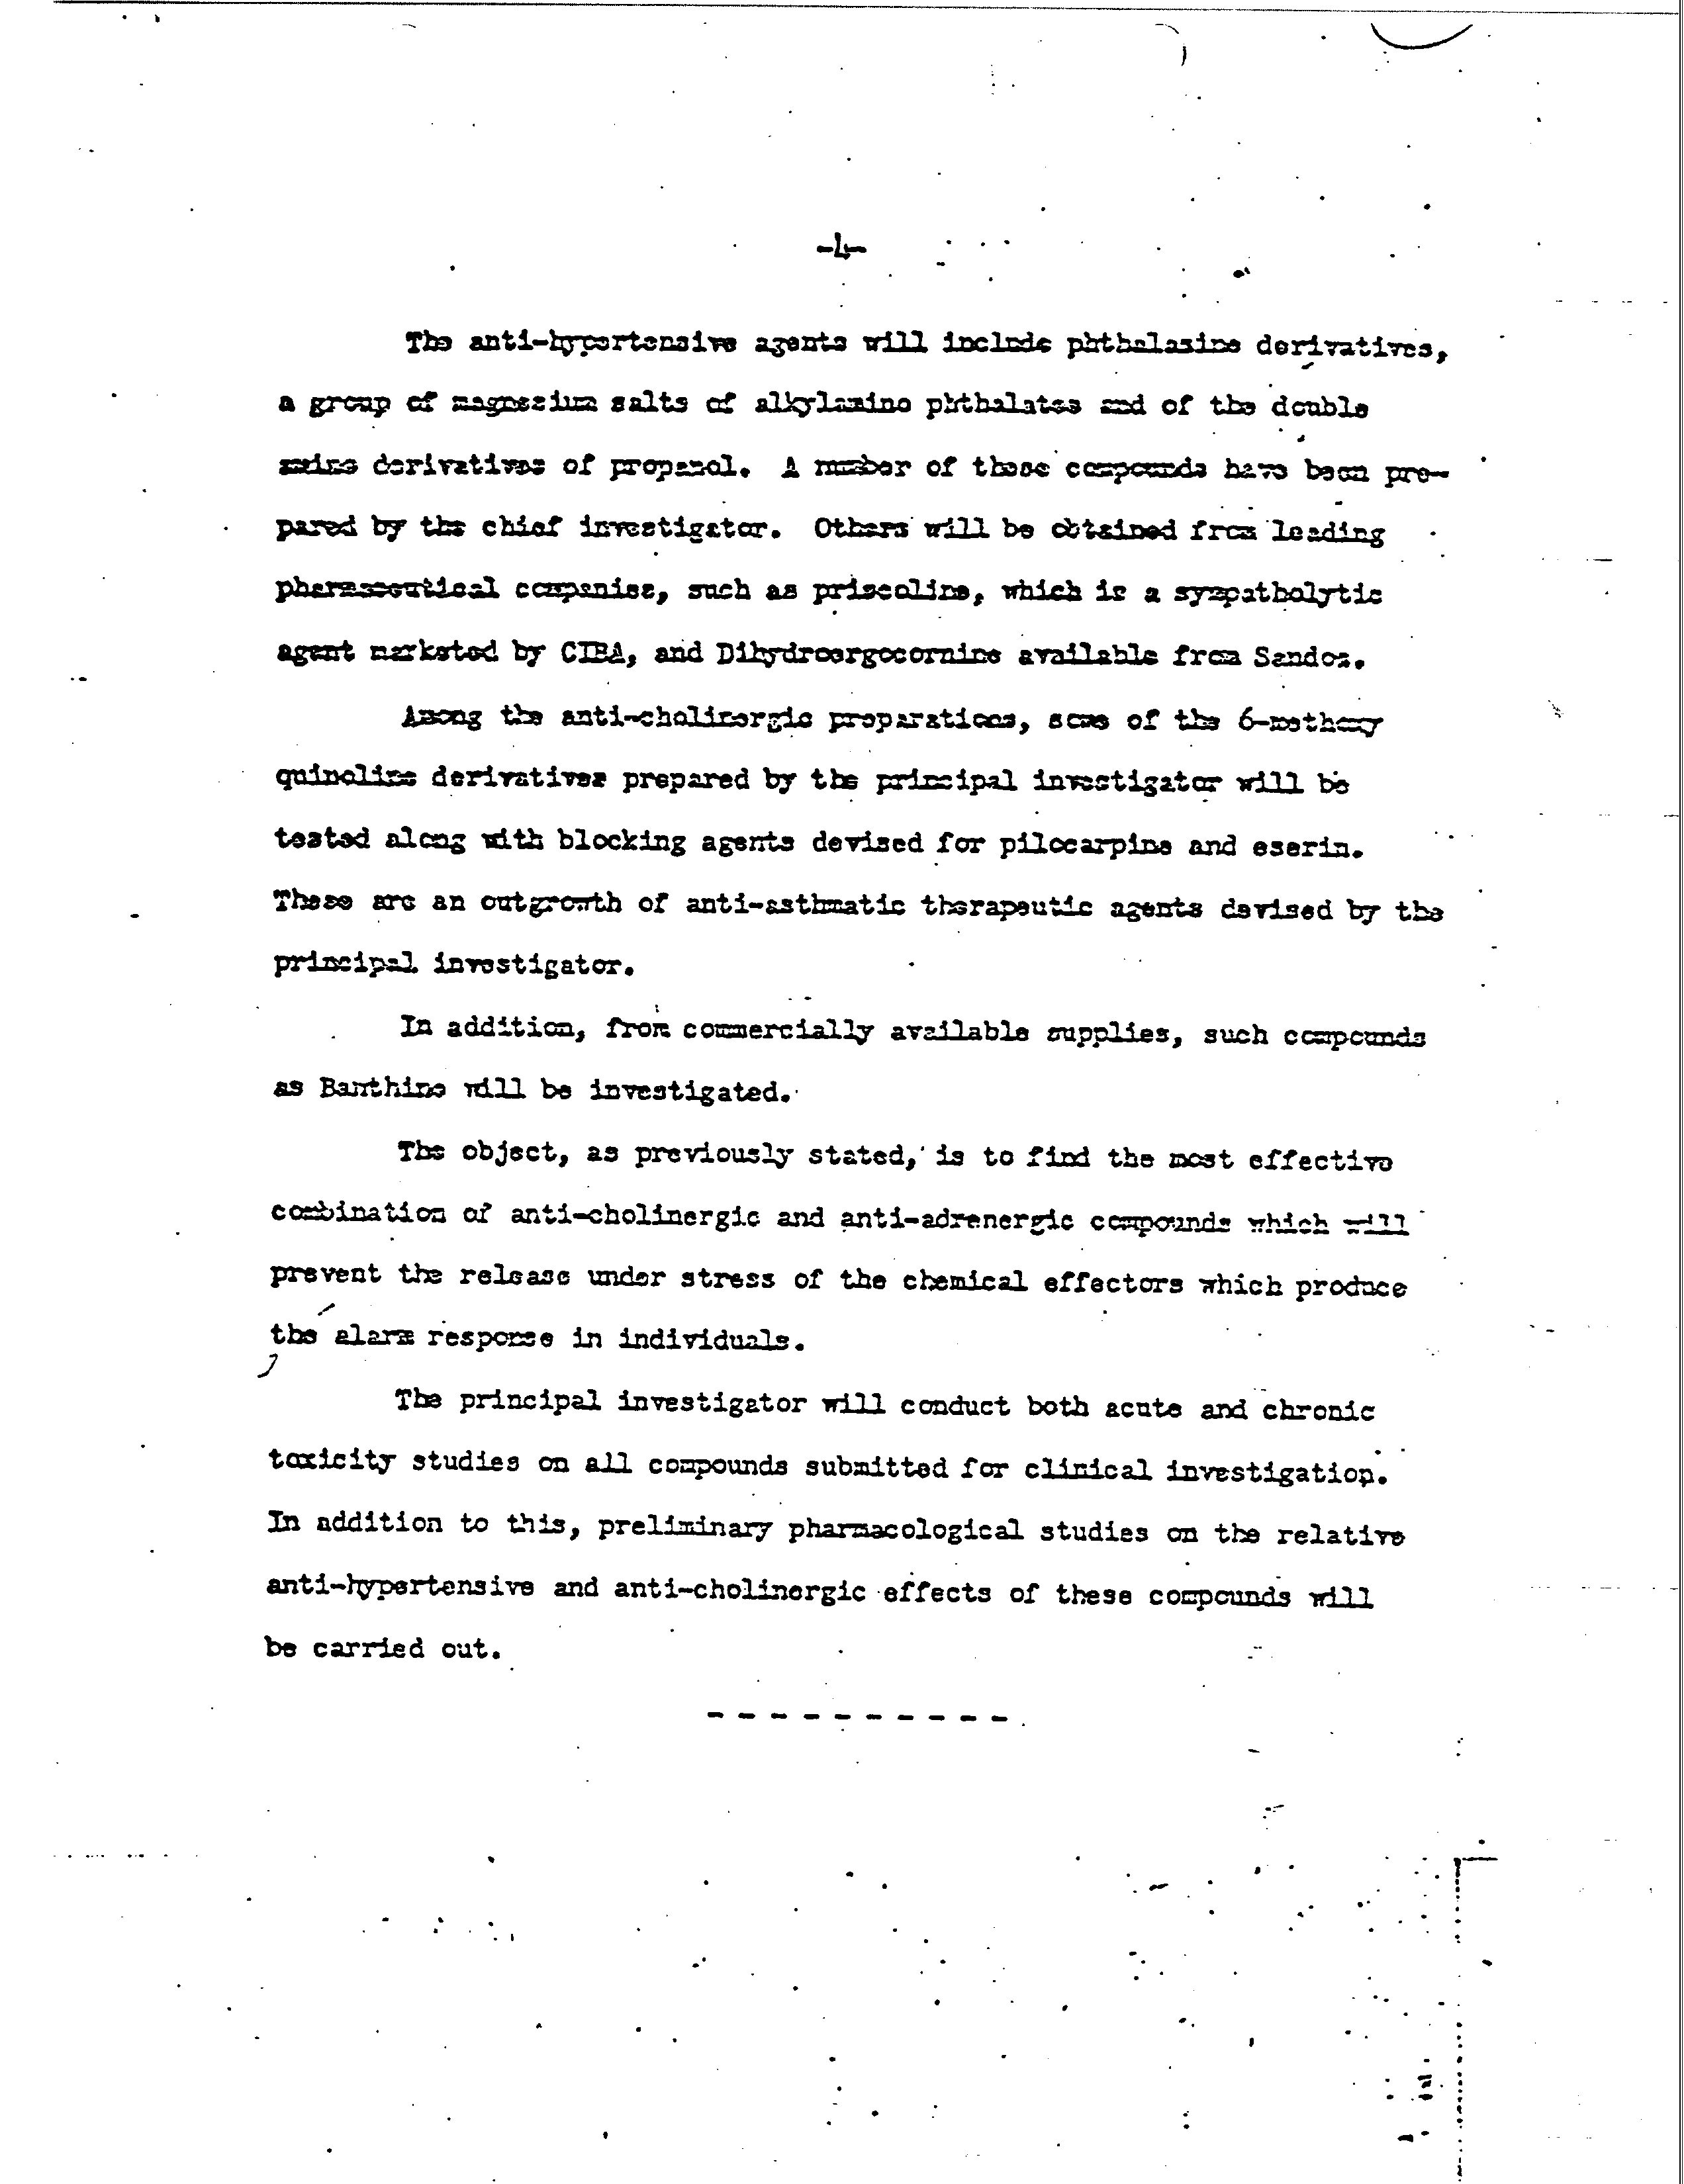 -4-
The anti-hypertensive agents will include phthalazine derivatives,
a group of magnesium salts of alkylamino phthalates and of the double
amine derivatives of propanol. A number of these compounds have been pre-
pared by the chief investigator. Others will be obtained from leading
pharmaceutical companies, such as priscoline, which is a sympatholytic
agent marketed by CIBA, and Dihydroergocornine available from Sandoz.
Among the anti-cholinergic preparations, some of the 6-methoxy
quinoline derivatives prepared by the principal investigator will be
tested along with blocking agents devised for pilocarpine and eserin.
These are an outgrowth of anti-asthmatic therapeutic agents devised by the
principal investigator.
In addition, from commercially available supplies, such compounds
as Banthine will be investigated.
The object, as previously stated, is to find the most effective
combination of anti-cholinergic and anti-adrenergic compounds which will
prevent the release under stress of the chemical effectors which produce
the alarm response in individuals.
The principal investigator will conduct both acute and chronic
toxicity studies on all compounds submitted for clinical investigation.
In addition to this, preliminary pharmacological studies on the relative
anti-hypertensive and anti-cholinergic effects of these compounds will
be carried out.
- - - - - - - - - -